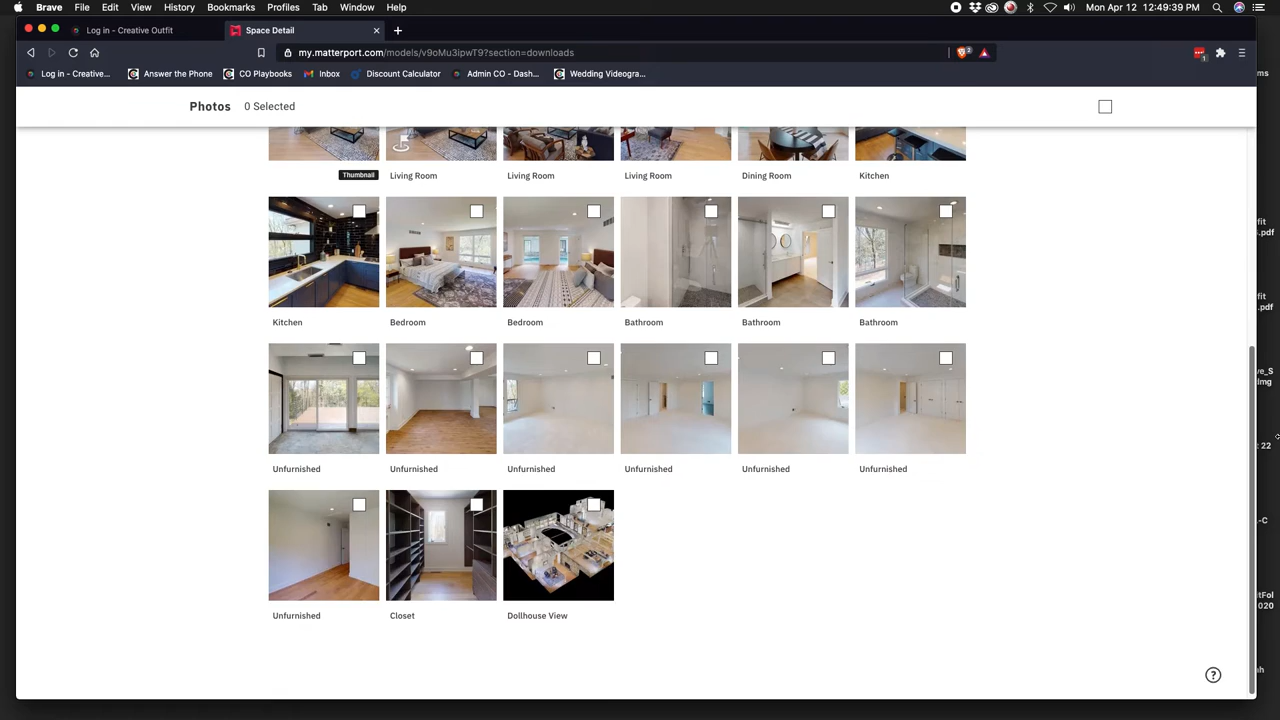 Brave File Edit View History Bookmarks Profiles Tab Window Help Mon Apr 12 12:49:39 PM
Log in - Creative Outfit Space Detail
my.matterport.com/models/v9oMu3ipwT9?section=downloads 2 1
Log in - Creative... Answer the Phone CO Playbooks Inbox Discount Calculator Admin CO - Dash... Wedding Videogra...
Photos 0 Selected
Thumbnail Living Room Living Room Living Room Dining Room Kitchen
Kitchen Bedroom Bedroom Bathroom Bathroom Bathroom
Unfurnished Unfurnished Unfurnished Unfurnished Unfurnished Unfurnished
Unfurnished Closet Dollhouse View
?